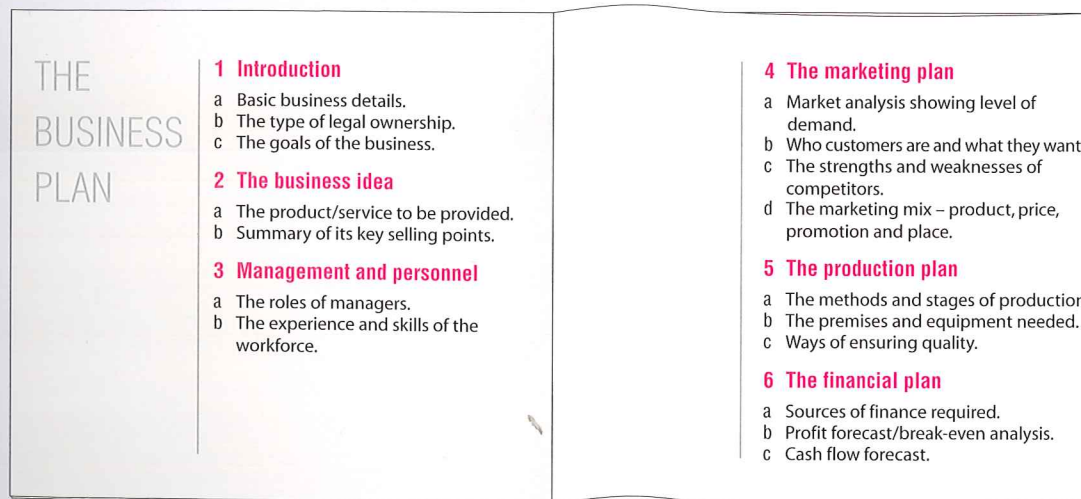 THE
BUSINESS
PLAN
1 Introduction
a Basic business details.
b The type of legal ownership.
c The goals of the business.
2 The business idea
a The product/service to be provided.
b Summary of its key selling points.
3 Management and personnel
a The roles of managers.
b The experience and skills of the
workforce.
4 The marketing plan
a Market analysis showing level of
demand.
b Who customers are and what they want
c The strengths and weaknesses of
competitors.
d The marketing mix – product, price,
promotion and place.
5 The production plan
a The methods and stages of production
b The premises and equipment needed.
c Ways of ensuring quality.
6 The financial plan
a Sources of finance required.
b Profit forecast/break-even analysis.
c Cash flow forecast.